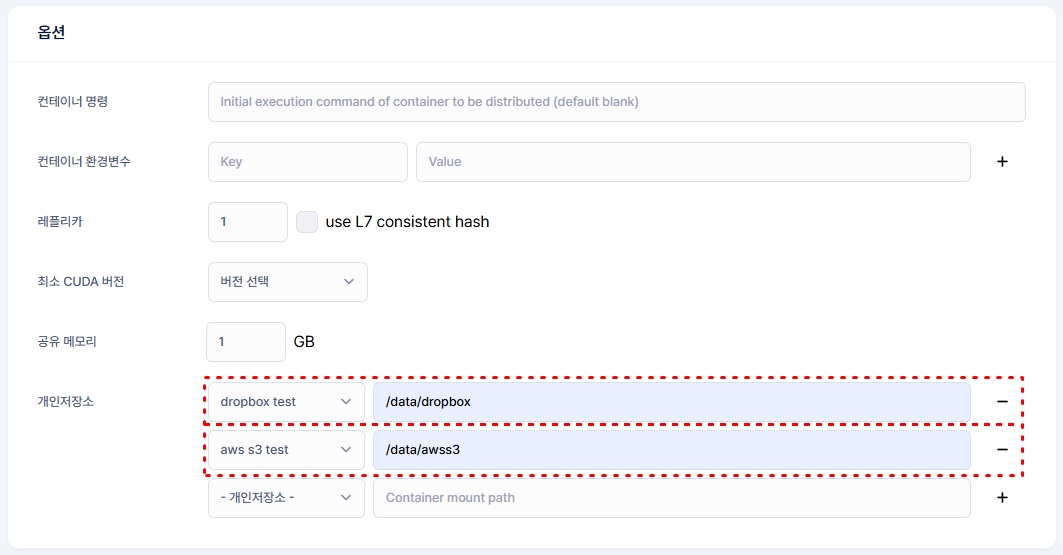 옵션
컨테이너 명령 Initial execution command of container to be distributed (default blank)
컨테이너 환경변수 Key Value +
레플리카 1 use L7 consistent hash
최소 CUDA 버전 버전 선택
공유 메모리 1 GB
개인저장소 dropbox test /data/dropbox −
aws s3 test /data/awss3 −
- 개인저장소 - Container mount path +